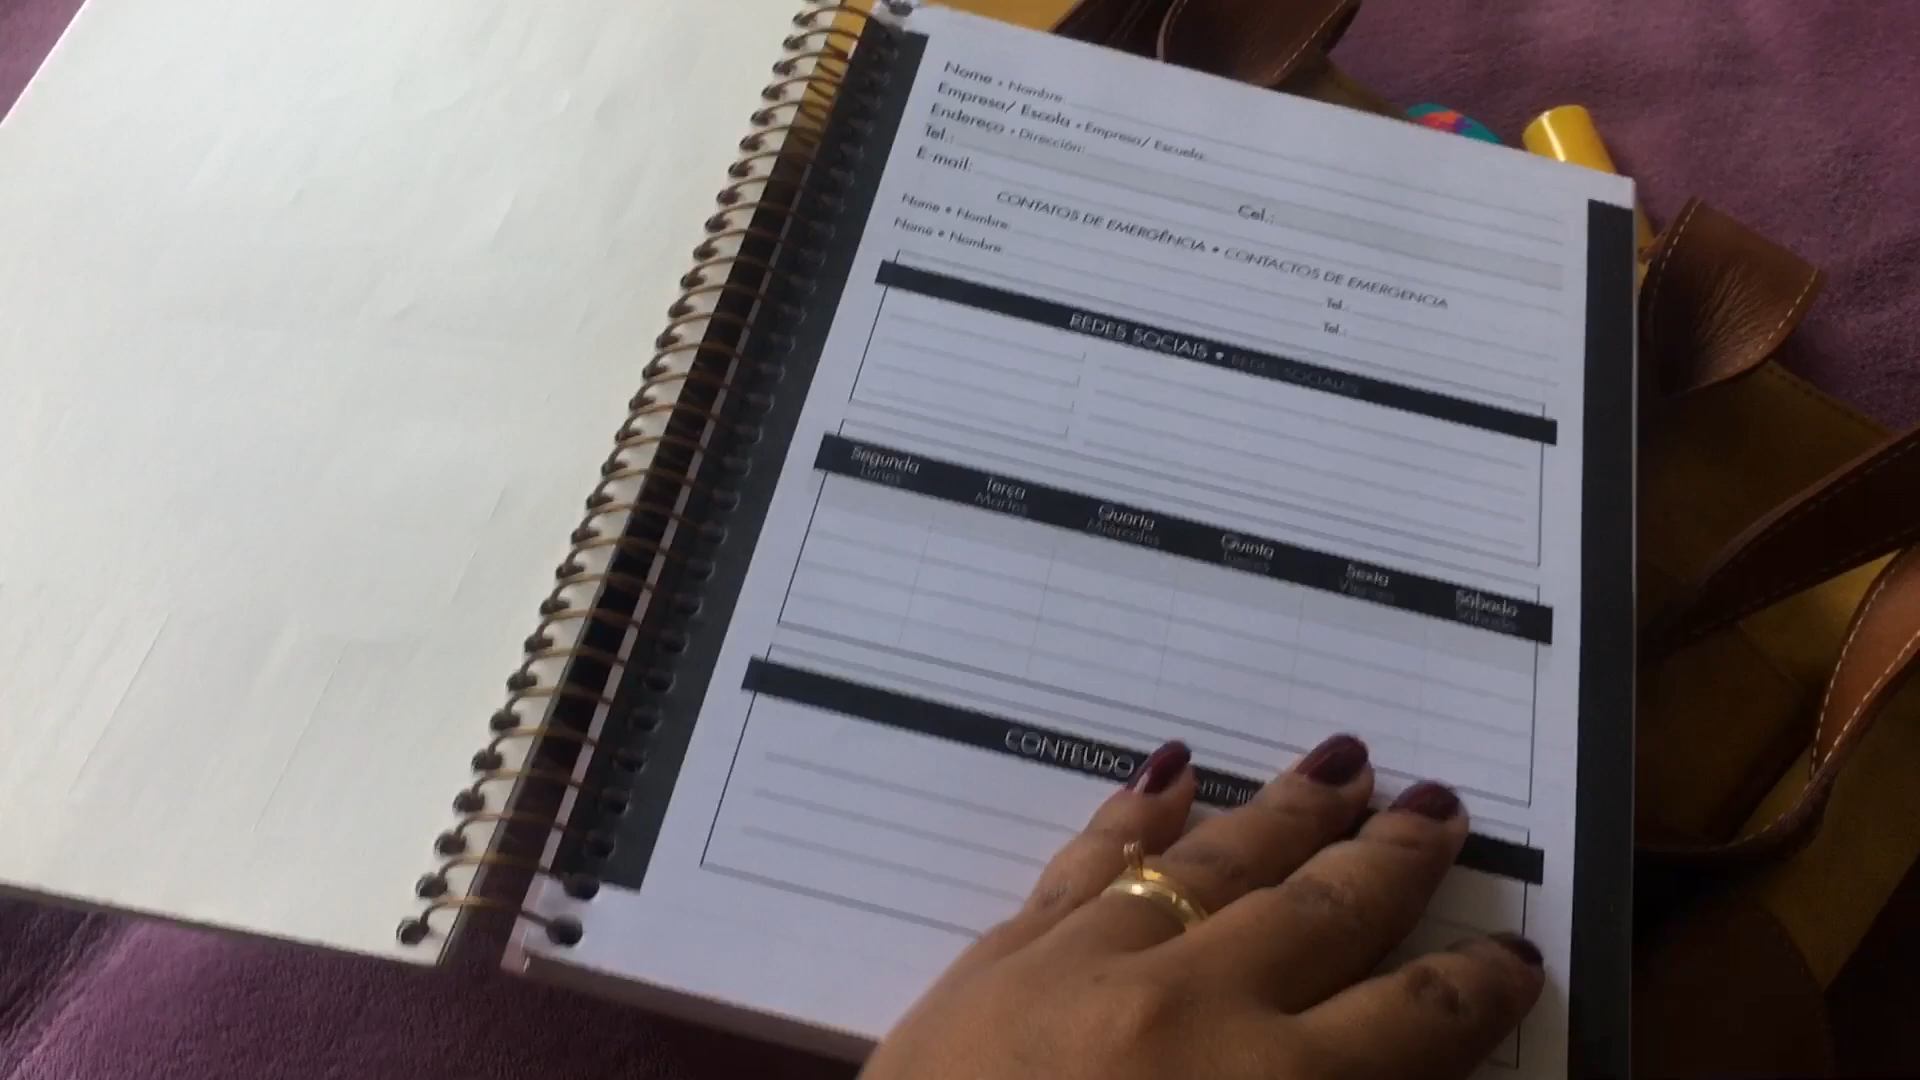 Nome • Nombre:
Empresa/ Escola • Empresa/ Escuela:
Endereço • Dirección:
Tel.: Cel.:
E-mail:
CONTATOS DE EMERGÊNCIA • CONTACTOS DE EMERGENCIA
Nome • Nombre: Tel.:
Nome • Nombre: Tel.:
REDES SOCIAIS • REDES SOCIALES
Segunda Terça Quarta Quinta Sexta Sábado
Lunes Martes Miércoles Jueves Viernes Sábado
CONTEÚDO